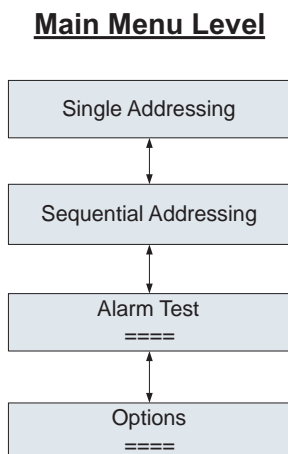 Main Menu Level
Single Addressing
Sequential Addressing
Alarm Test
====
Options
====